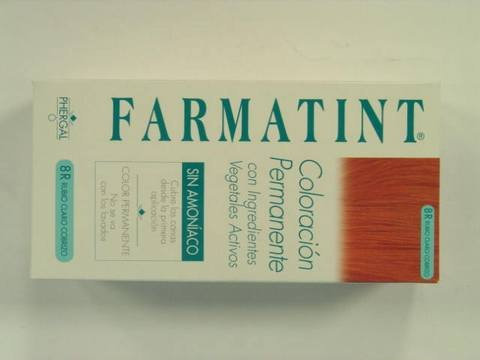 FARMATINT®
PHERGAL
8R RUBIO CLARO COBRIZO
Coloración
Permanente
con Ingredientes
Vegetales Activos
SIN AMONÍACO
Cubre las canas
desde la primera
aplicación
COLOR PERMANENTE
No se va
con los lavados
8R RUBIO CLARO COBRIZO